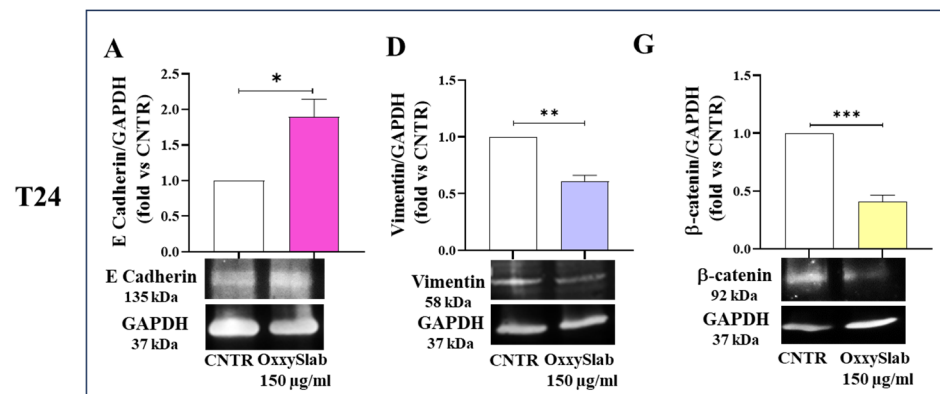 T24
A
E Cadherin/GAPDH
(fold vs CNTR)
2.5
2.0
1.5
1.0
0.5
0.0
*
E Cadherin
135 kDa
GAPDH
37 kDa
CNTR OxxySlab
150 µg/ml
D
Vimentin/GAPDH
(fold vs CNTR)
1.5
1.0
0.5
0.0
**
Vimentin
58 kDa
GAPDH
37 kDa
CNTR OxxySlab
150 µg/ml
G
β-catenin/GAPDH
(fold vs CNTR)
1.5
1.0
0.5
0.0
***
β-catenin
92 kDa
GAPDH
37 kDa
CNTR OxxySlab
150 µg/ml